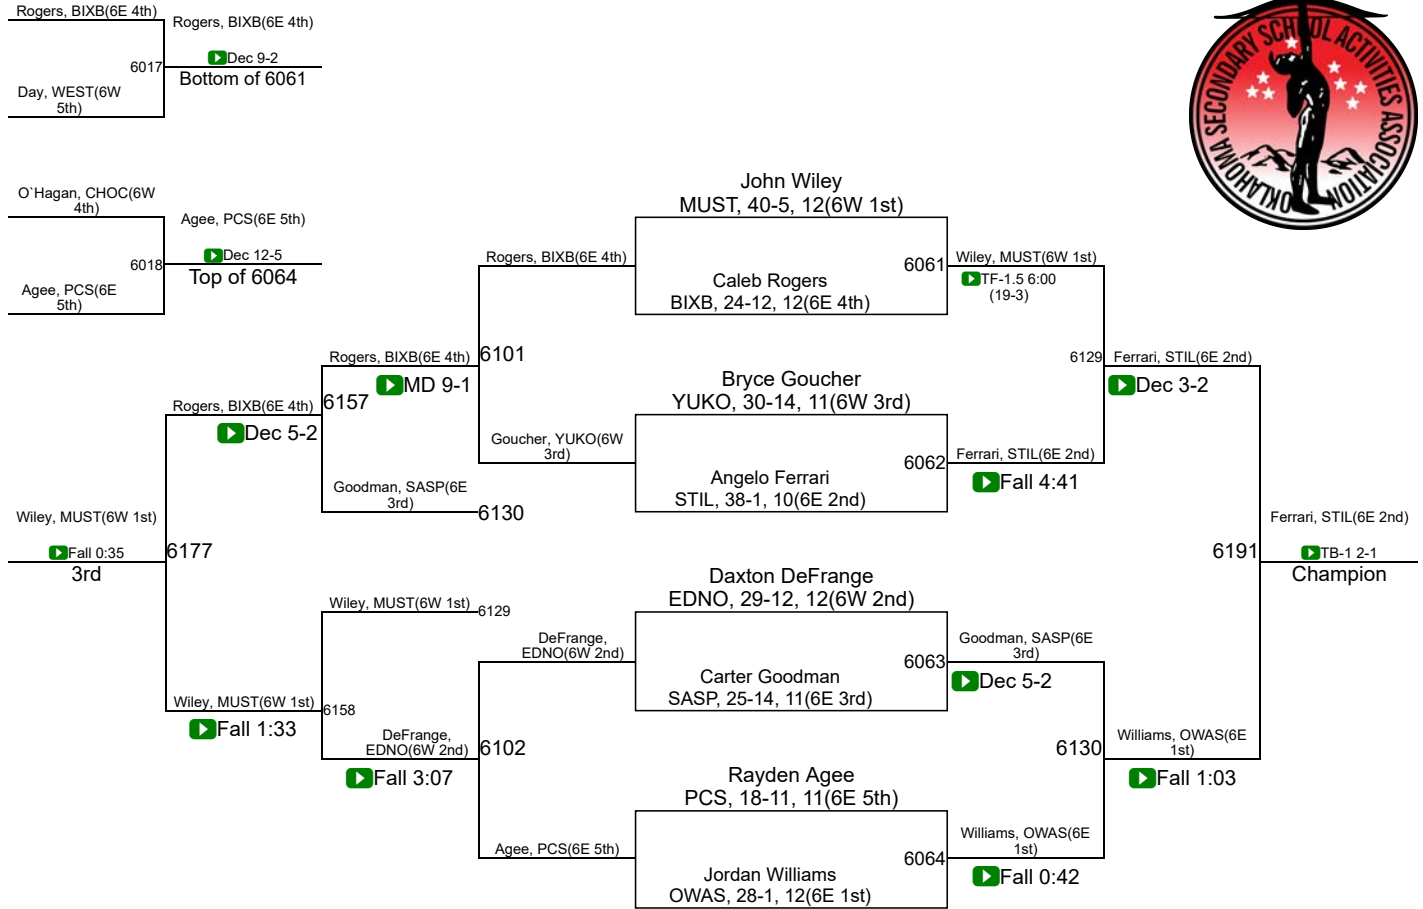 Rogers, BIXB(6E 4th)
Rogers, BIXB(6E 4th)
6017
Dec 9-2
Bottom of 6061
Day, WEST(6W
5th)
OKLAHOMA SECONDARY SCHOOL ACTIVITIES ASSOCIATION
O`Hagan, CHOC(6W
4th)
Agee, PCS(6E 5th)
6018
Dec 12-5
Top of 6064
Agee, PCS(6E
5th)
John Wiley
MUST, 40-5, 12(6W 1st)
Rogers, BIXB(6E 4th)
6061
Wiley, MUST(6W 1st)
Caleb Rogers
BIXB, 24-12, 12(6E 4th)
TF-1.5 6:00
(19-3)
Rogers, BIXB(6E 4th)
6101
MD 9-1
6129
Ferrari, STIL(6E 2nd)
Dec 3-2
Bryce Goucher
YUKO, 30-14, 11(6W 3rd)
Rogers, BIXB(6E 4th)
6157
Dec 5-2
Goucher, YUKO(6W
3rd)
6062
Ferrari, STIL(6E 2nd)
Angelo Ferrari
STIL, 38-1, 10(6E 2nd)
Fall 4:41
Goodman, SASP(6E
3rd)
6130
Wiley, MUST(6W 1st)
Fall 0:35
3rd
6177
6191
Ferrari, STIL(6E 2nd)
TB-1 2-1
Champion
Daxton DeFrange
EDNO, 29-12, 12(6W 2nd)
Wiley, MUST(6W 1st)
6129
DeFrange,
EDNO(6W 2nd)
6063
Goodman, SASP(6E
3rd)
Carter Goodman
SASP, 25-14, 11(6E 3rd)
Dec 5-2
Wiley, MUST(6W 1st)
6158
Fall 1:33
DeFrange,
EDNO(6W 2nd)
6102
Fall 3:07
6130
Williams, OWAS(6E
1st)
Fall 1:03
Rayden Agee
PCS, 18-11, 11(6E 5th)
Agee, PCS(6E 5th)
6064
Williams, OWAS(6E
1st)
Jordan Williams
OWAS, 28-1, 12(6E 1st)
Fall 0:42